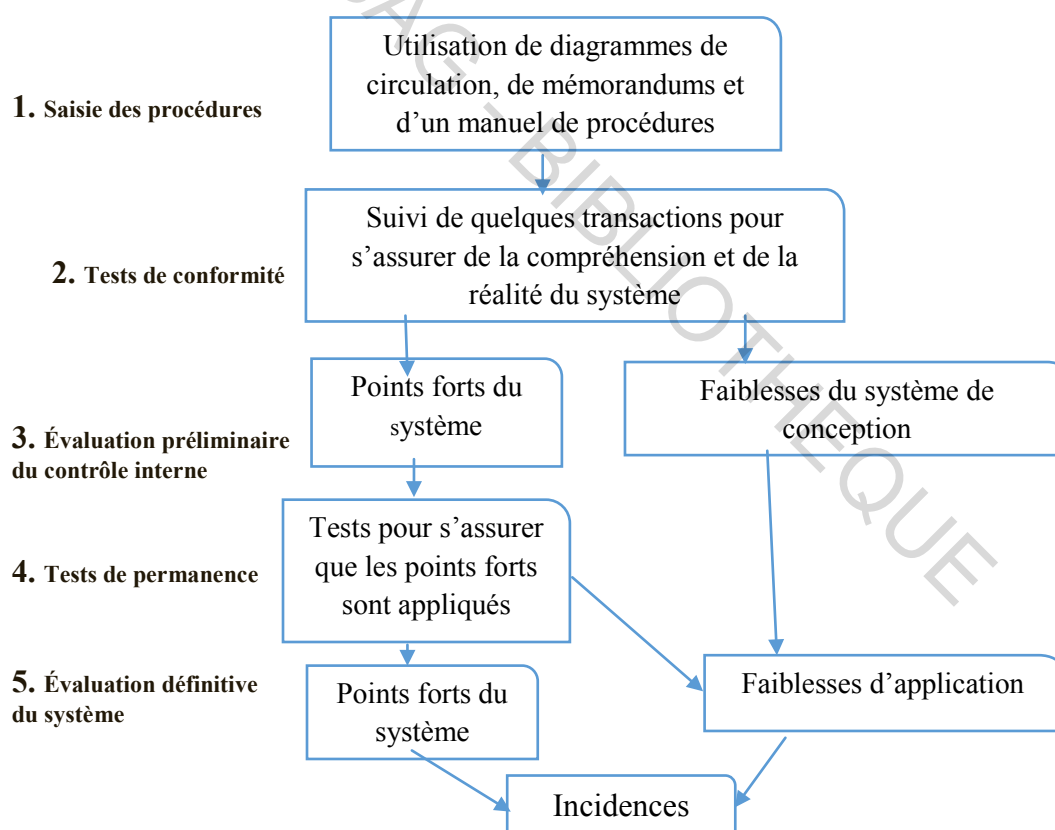 Utilisation de diagrammes de
circulation, de mémorandums et
d'un manuel de procédures
1. Saisie des procédures
Suivi de quelques transactions pour
s'assurer de la compréhension et de la
réalité du système
2. Tests de conformité
Points forts du
système
Faiblesses du système de
conception
3. Évaluation préliminaire
du contrôle interne
Tests pour s'assurer
que les points forts
sont appliqués
4. Tests de permanence
5. Évaluation définitive
du système
Points forts du
système
Faiblesses d'application
Incidences
BIBLIOTHEQUE